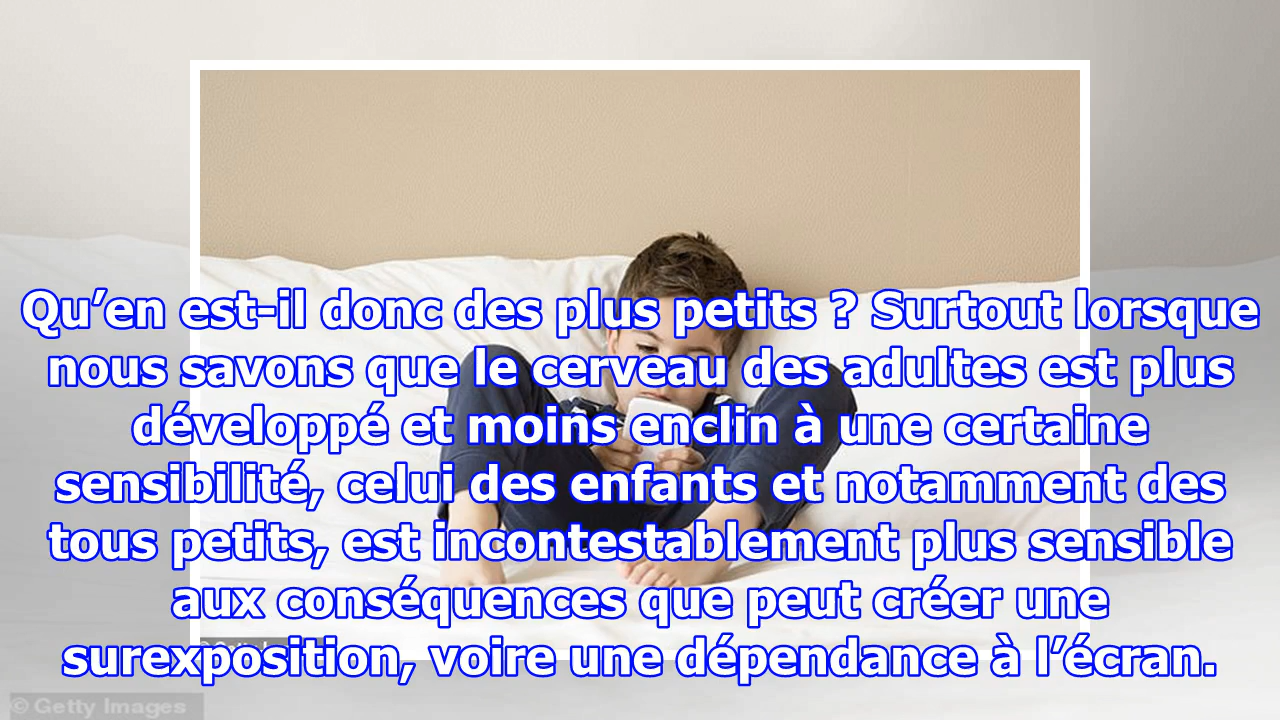 Qu’en est-il donc des plus petits ? Surtout lorsque
nous savons que le cerveau des adultes est plus
développé et moins enclin à une certaine
sensibilité, celui des enfants et notamment des
tous petits, est incontestablement plus sensible
aux conséquences que peut créer une
surexposition, voire une dépendance à l’écran.
© Getty Images